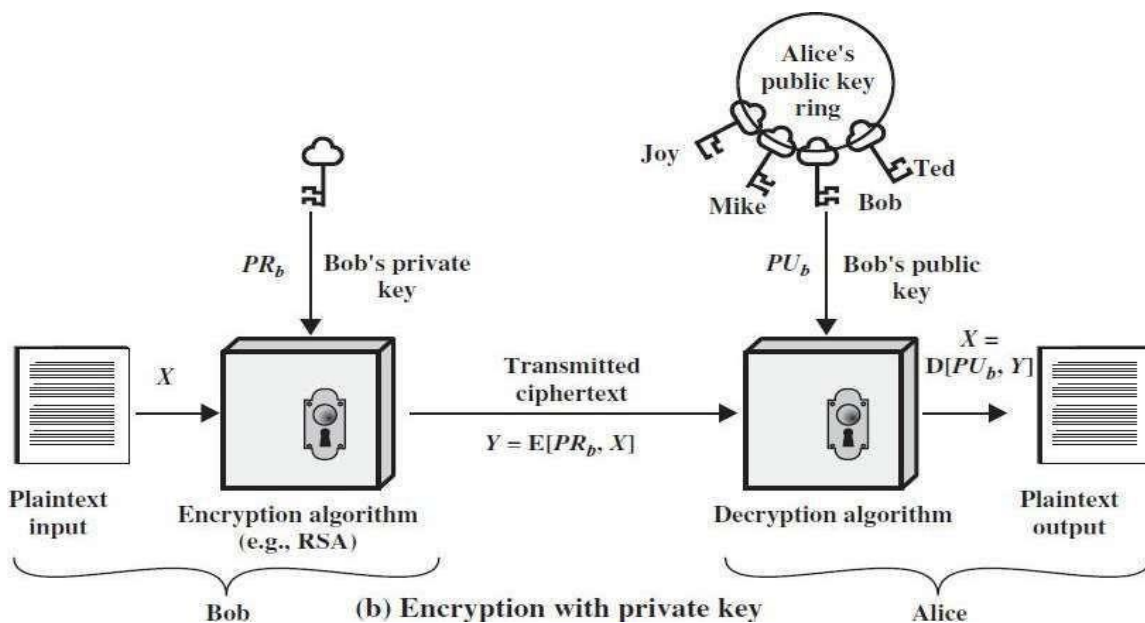 Alice's
public key
ring
Joy
Ted
Mike
Bob
PR_b
Bob's private
key
PU_b
Bob's public
key
X
Transmitted
ciphertext
X =
D[PU_b, Y]
Y = E[PR_b, X]
Plaintext
input
Encryption algorithm
(e.g., RSA)
Decryption algorithm
Plaintext
output
Bob
(b) Encryption with private key
Alice